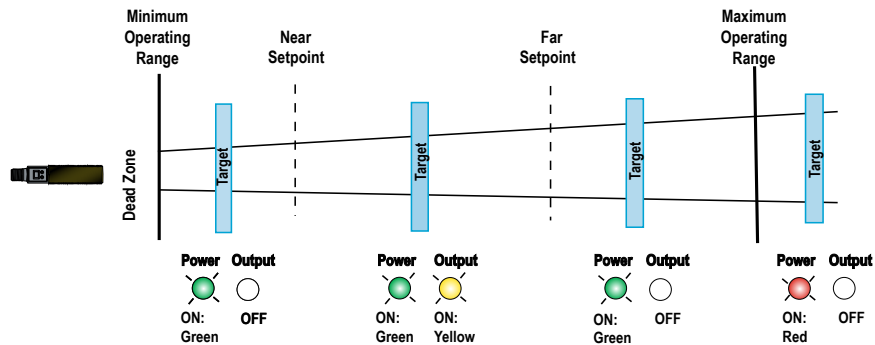 Minimum
Operating
Range
Near
Setpoint
Far
Setpoint
Maximum
Operating
Range
Dead Zone
Target
Target
Target
Target
Power Output
ON:
Green
OFF
Power Output
ON:
Green
ON:
Yellow
Power Output
ON:
Green
OFF
Power Output
ON:
Red
OFF